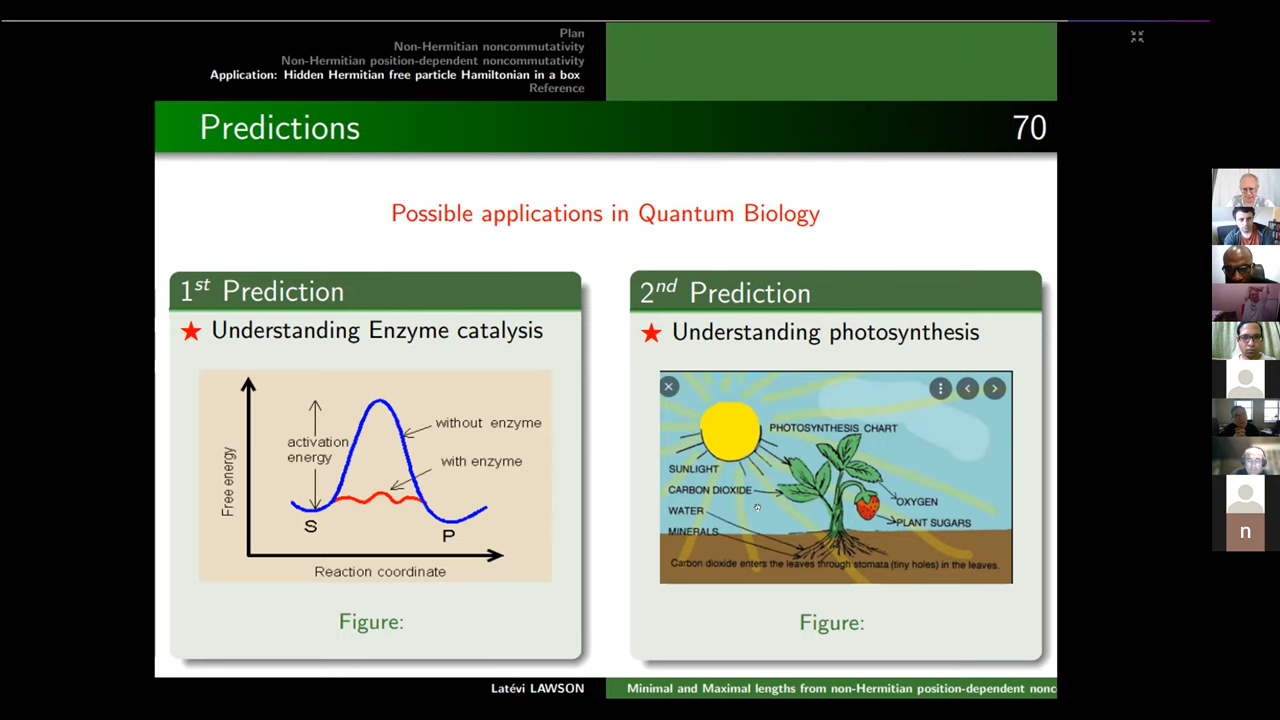 Plan
Non-Hermitian noncommutativity
Non-Hermitian position-dependent noncommutativity
Application: Hidden Hermitian free particle Hamiltonian in a box
Reference
Predictions
70
Possible applications in Quantum Biology
1st Prediction
★ Understanding Enzyme catalysis
without enzyme
activation
energy
with enzyme
Free energy
S
P
Reaction coordinate
Figure:
2nd Prediction
★ Understanding photosynthesis
PHOTOSYNTHESIS CHART
SUNLIGHT
CARBON DIOXIDE
WATER
MINERALS
OXYGEN
PLANT SUGARS
Carbon dioxide enters the leaves through stomata (tiny holes) in the leaves.
Figure:
Latévi LAWSON
Minimal and Maximal lengths from non-Hermitian position-dependent nonc
n